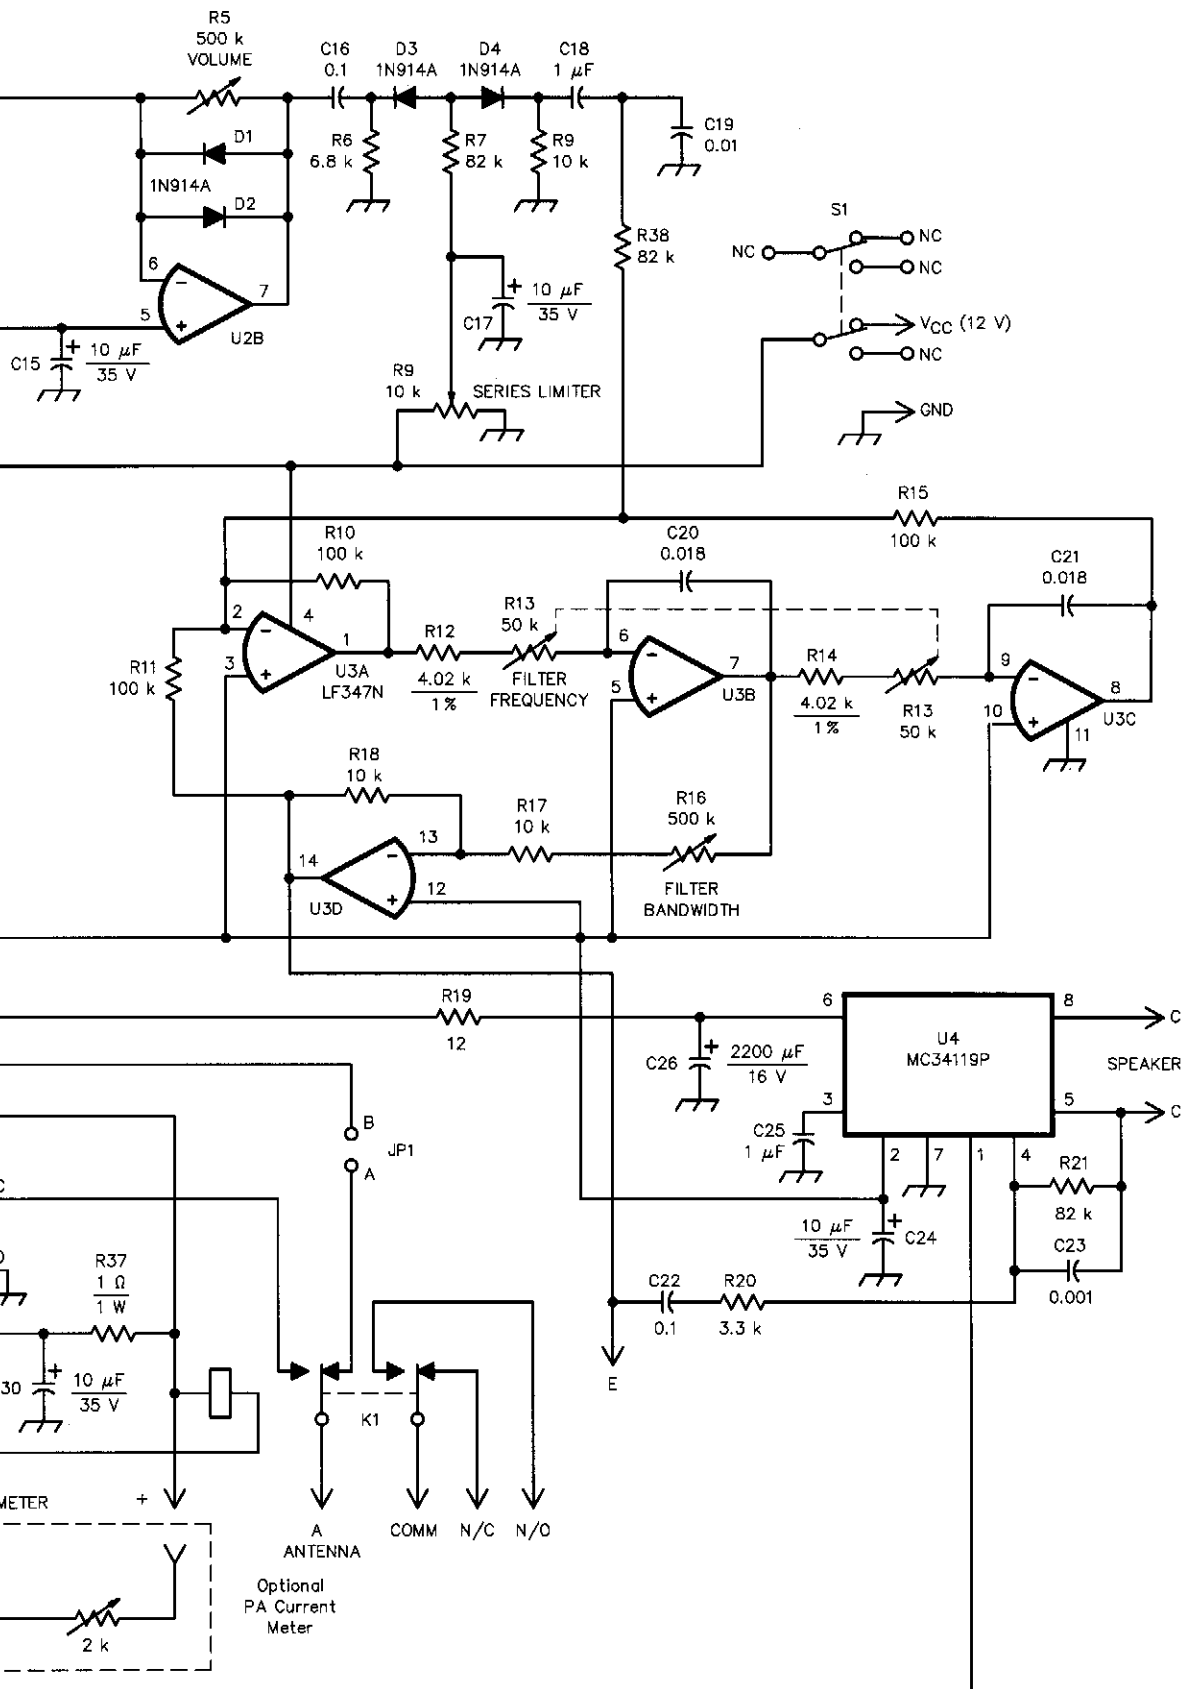 R5
500 k
VOLUME
C16
0.1
D3
1N914A
D4
1N914A
C18
1 µF
C19
0.01
R6
6.8 k
R7
82 k
R9
10 k
D1
1N914A
D2
6
5
7
U2B
C15
+
10 µF
35 V
+
10 µF
35 V
C17
R38
82 k
S1
NC
NC
NC
VCC (12 V)
NC
GND
R9
10 k
SERIES LIMITER
R15
100 k
R10
100 k
C20
0.018
C21
0.018
2
3
4
1
U3A
LF347N
R11
100 k
R12
4.02 k
1%
R13
50 k
FILTER
FREQUENCY
6
5
7
U3B
R14
4.02 k
1%
R13
50 k
9
10
8
11
U3C
R18
10 k
R17
10 k
R16
500 k
FILTER
BANDWIDTH
13
12
14
U3D
R19
12
C26
+
2200 µF
16 V
6
8
U4
MC34119P
SPEAKER
C
C
3
5
2
7
1
4
C25
1 µF
R21
82 k
10 µF
35 V
+
C24
C23
0.001
C22
0.1
R20
3.3 k
E
B
JP1
A
R37
1 Ω
1 W
30
+
10 µF
35 V
K1
METER
+
A
ANTENNA
COMM
N/C
N/O
Optional
PA Current
Meter
2 k